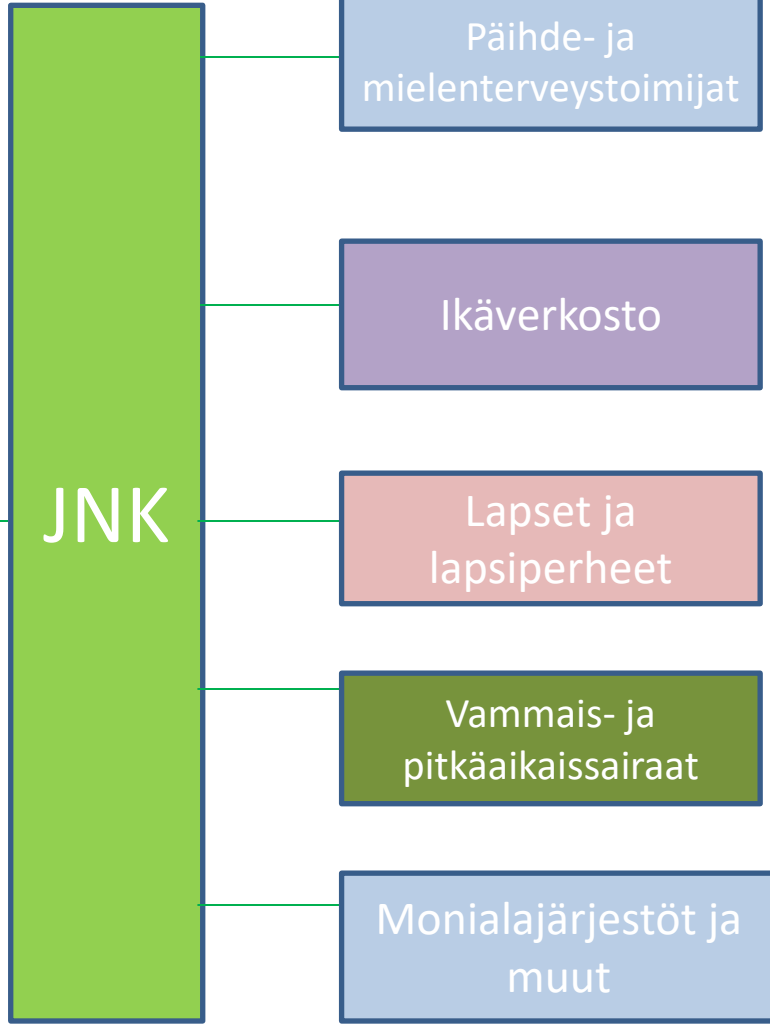 JNK
Päihde- ja
mielenterveystoimijat
Ikäverkosto
Lapset ja
lapsiperheet
Vammais- ja
pitkäaikaissairaat
Monialajärjestöt ja
muut